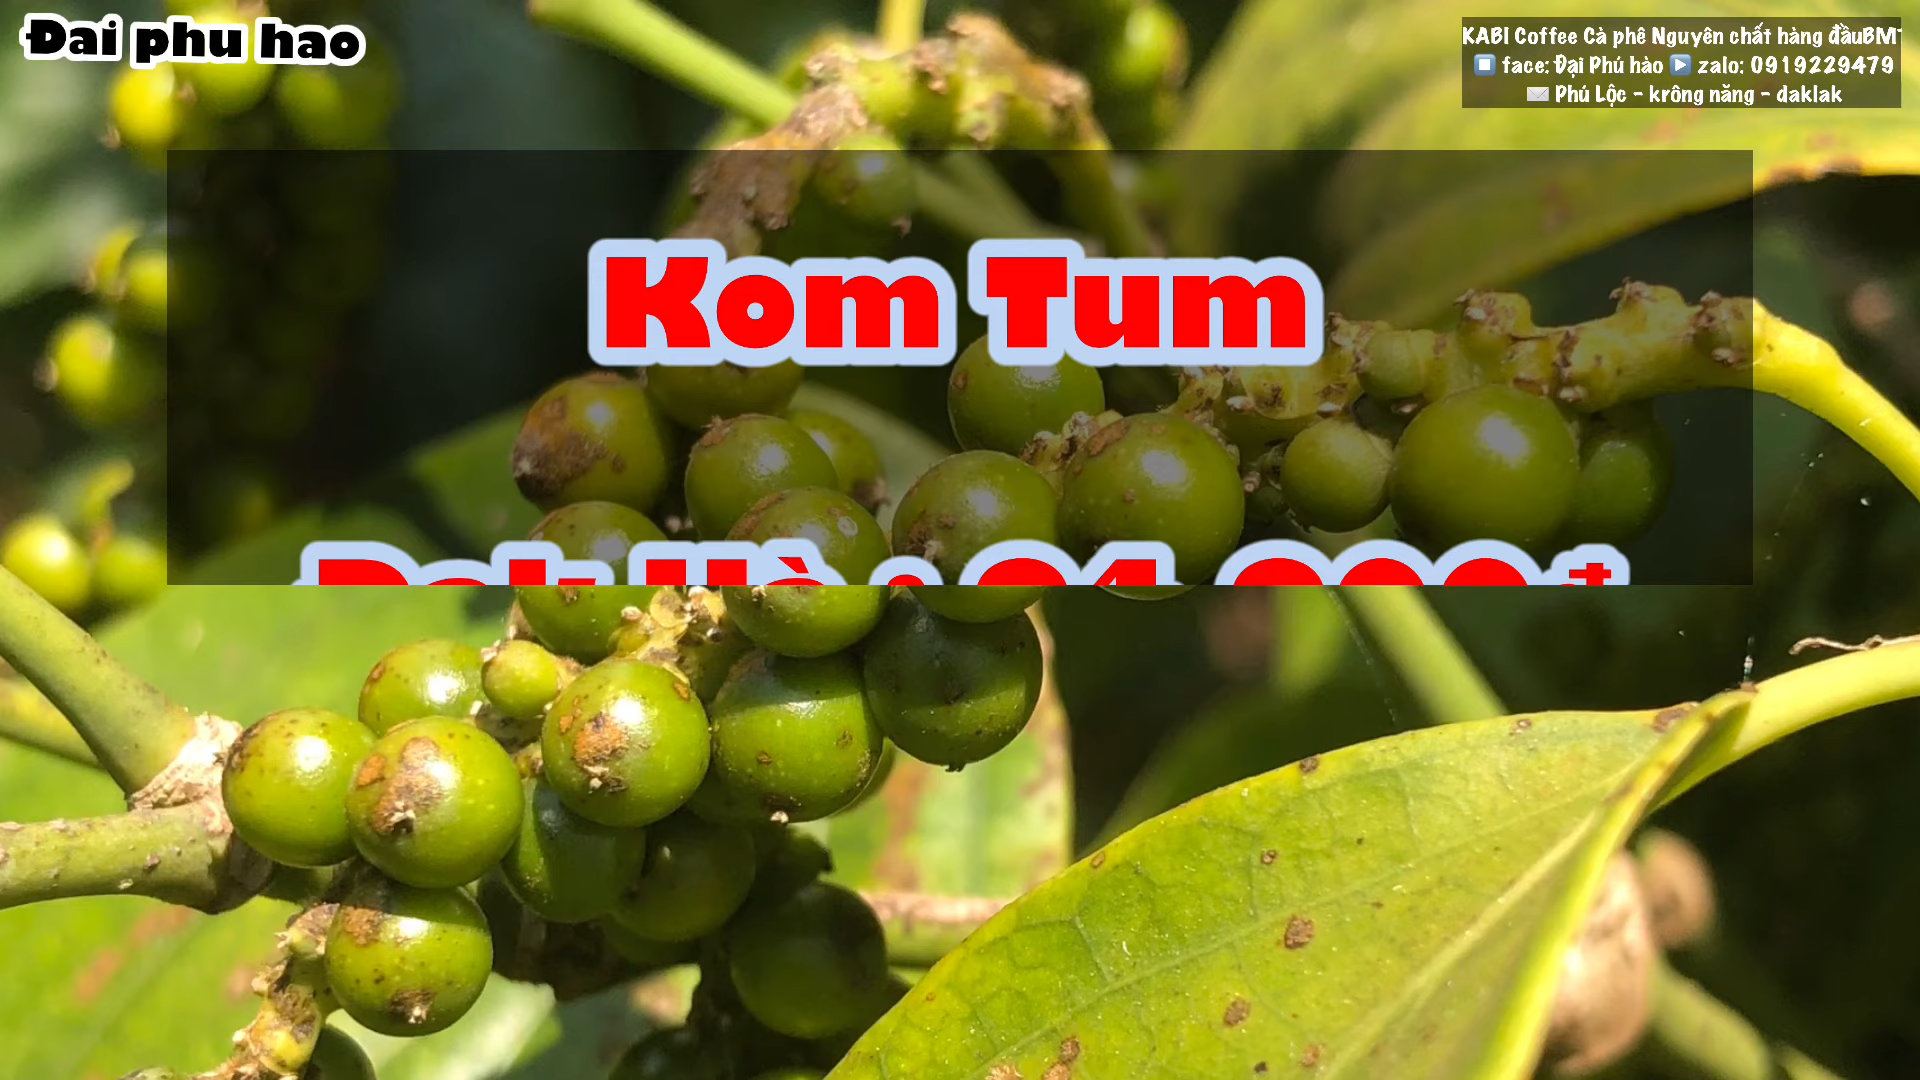 Đai phu hao
KABI Coffee Cà phê Nguyên chất hàng đầuBMT
face: Đại Phú hào zalo: 0919229479
Phú Lộc - krông năng - daklak
Kom Tum